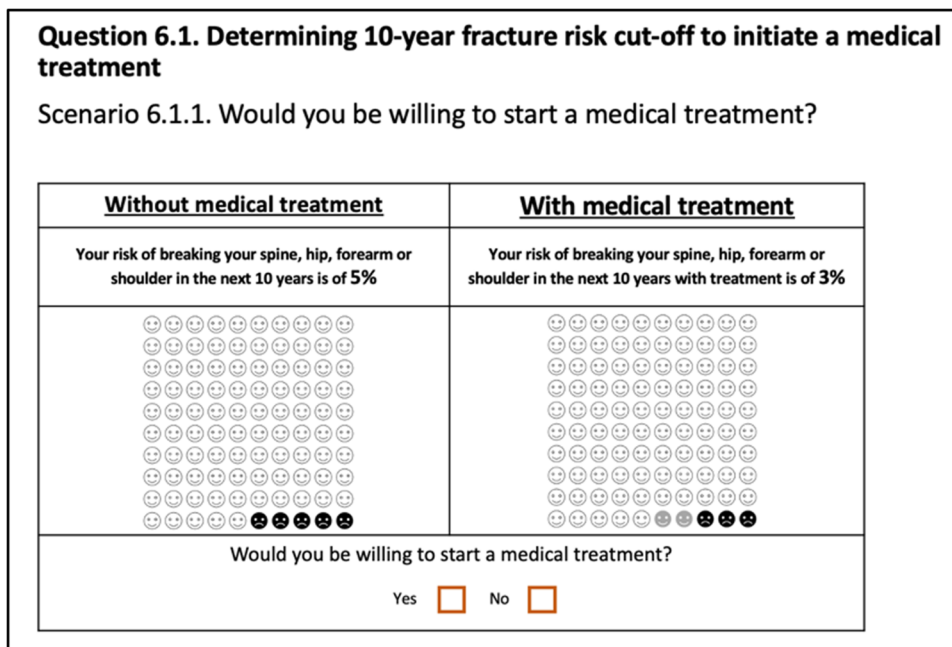 Question 6.1. Determining 10-year fracture risk cut-off to initiate a medical
treatment
Scenario 6.1.1. Would you be willing to start a medical treatment?
Without medical treatment
With medical treatment
Your risk of breaking your spine, hip, forearm or
shoulder in the next 10 years is of 5%
Your risk of breaking your spine, hip, forearm or
shoulder in the next 10 years with treatment is of 3%
Would you be willing to start a medical treatment?
Yes No